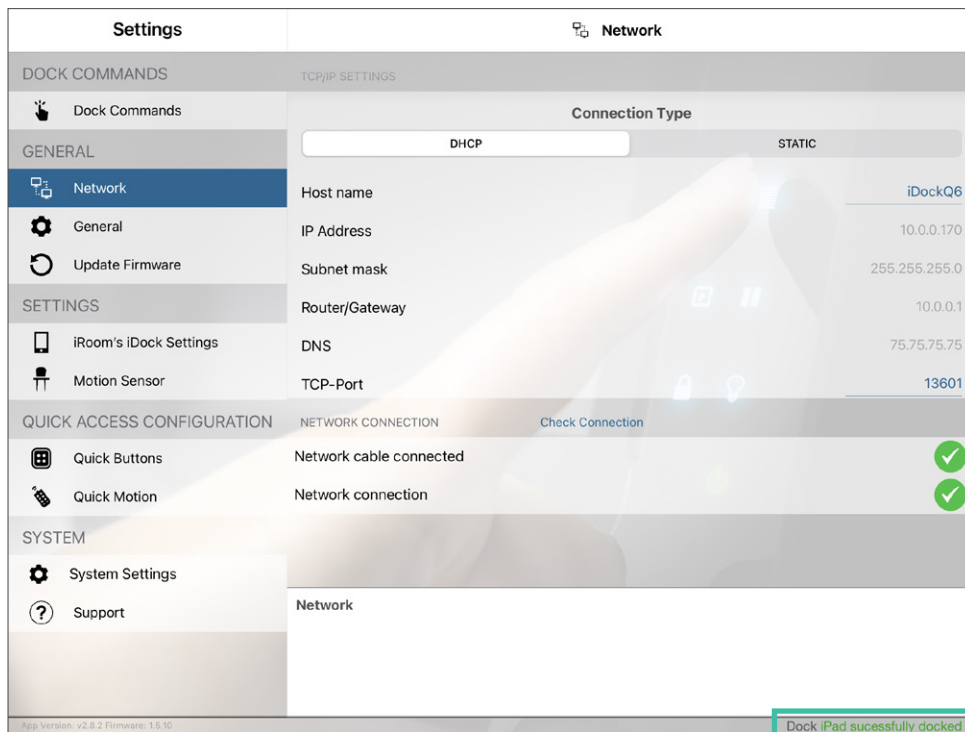 Settings
Network
DOCK COMMANDS
Dock Commands
GENERAL
Network
General
Update Firmware
SETTINGS
iRoom's iDock Settings
Motion Sensor
QUICK ACCESS CONFIGURATION
Quick Buttons
Quick Motion
SYSTEM
System Settings
Support
TCP/IP SETTINGS
Connection Type
DHCP STATIC
Host name iDockQ6
IP Address 10.0.0.170
Subnet mask 255.255.255.0
Router/Gateway 10.0.0.1
DNS 75.75.75.75
TCP-Port 13601
NETWORK CONNECTION Check Connection
Network cable connected
Network connection
Network
App Version: v2.8.2 Firmware: 1.5.10
Dock iPad sucessfully docked